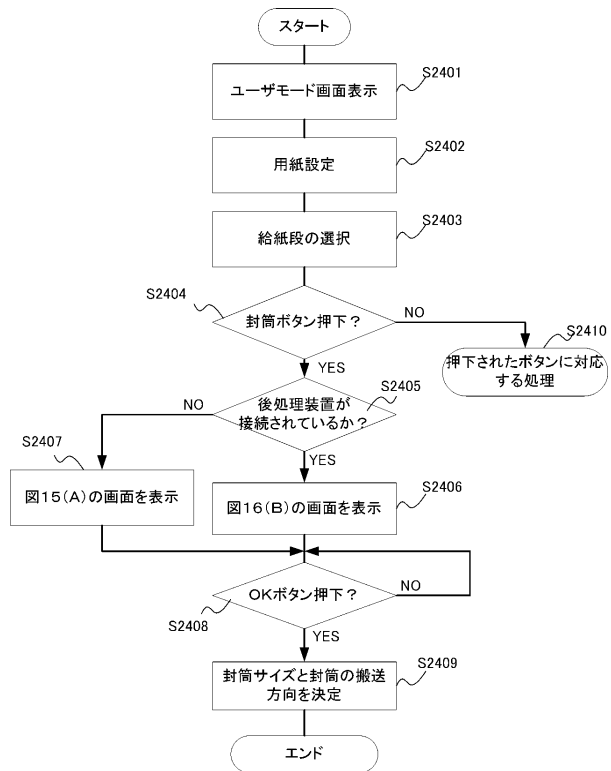 スタート
S2401
ユーザモード画面表示
S2402
用紙設定
S2403
給紙段の選択
S2404
封筒ボタン押下？
NO
S2410
押下されたボタンに対応
する処理
YES
S2405
後処理装置が
接続されているか？
NO
S2407
YES
図１５（Ａ）の画面を表示
S2406
図１６（Ｂ）の画面を表示
OKボタン押下？
NO
S2408
YES
S2409
封筒サイズと封筒の搬送
方向を決定
エンド